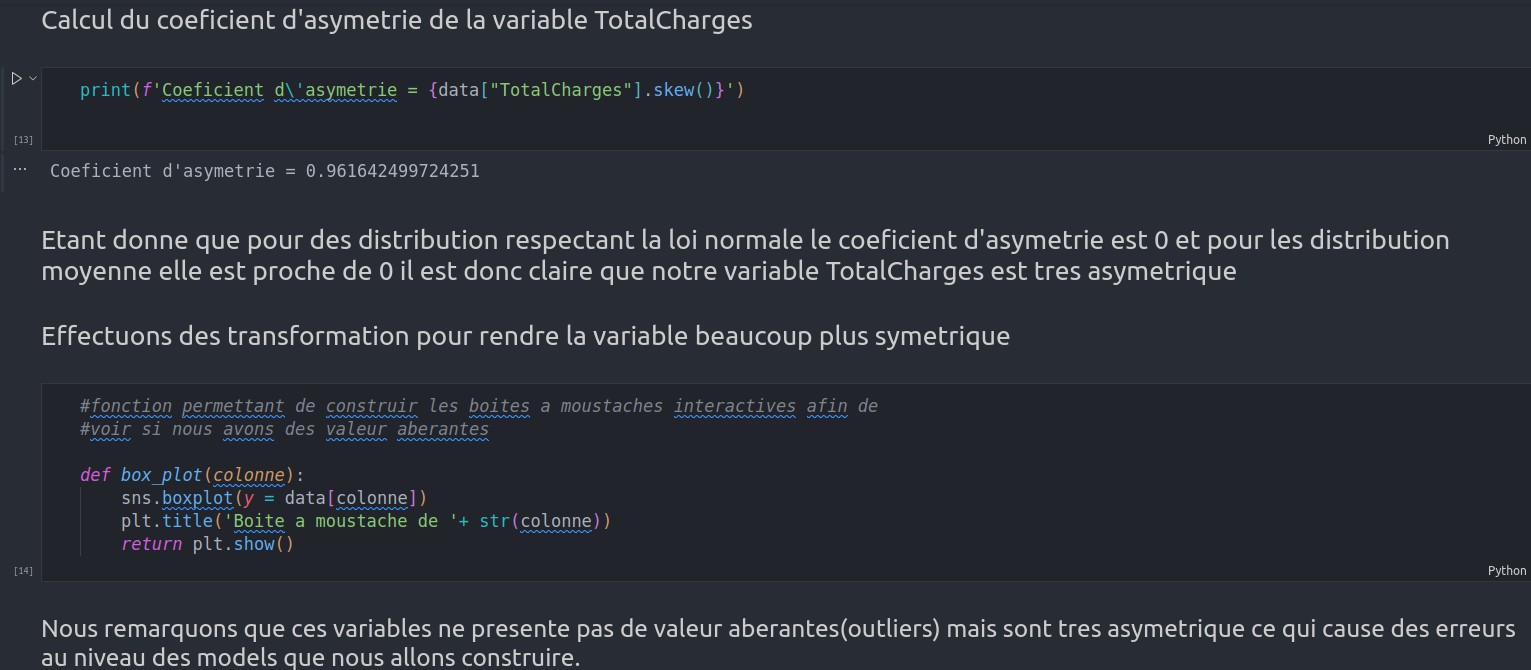 Calcul du coeficient d'asymetrie de la variable TotalCharges
print(f'Coeficient d\'asymetrie = {data["TotalCharges"].skew()}')
[13]
Python
Coeficient d'asymetrie = 0.961642499724251
Etant donne que pour des distribution respectant la loi normale le coeficient d'asymetrie est 0 et pour les distribution
moyenne elle est proche de 0 il est donc claire que notre variable TotalCharges est tres asymetrique
Effectuons des transformation pour rendre la variable beaucoup plus symetrique
#fonction permettant de construir les boites a moustaches interactives afin de
#voir si nous avons des valeur aberantes
def box_plot(colonne):
sns.boxplot(y = data[colonne])
plt.title('Boite a moustache de '+ str(colonne))
return plt.show()
[14]
Python
Nous remarquons que ces variables ne presente pas de valeur aberantes(outliers) mais sont tres asymetrique ce qui cause des erreurs
au niveau des models que nous allons construire.